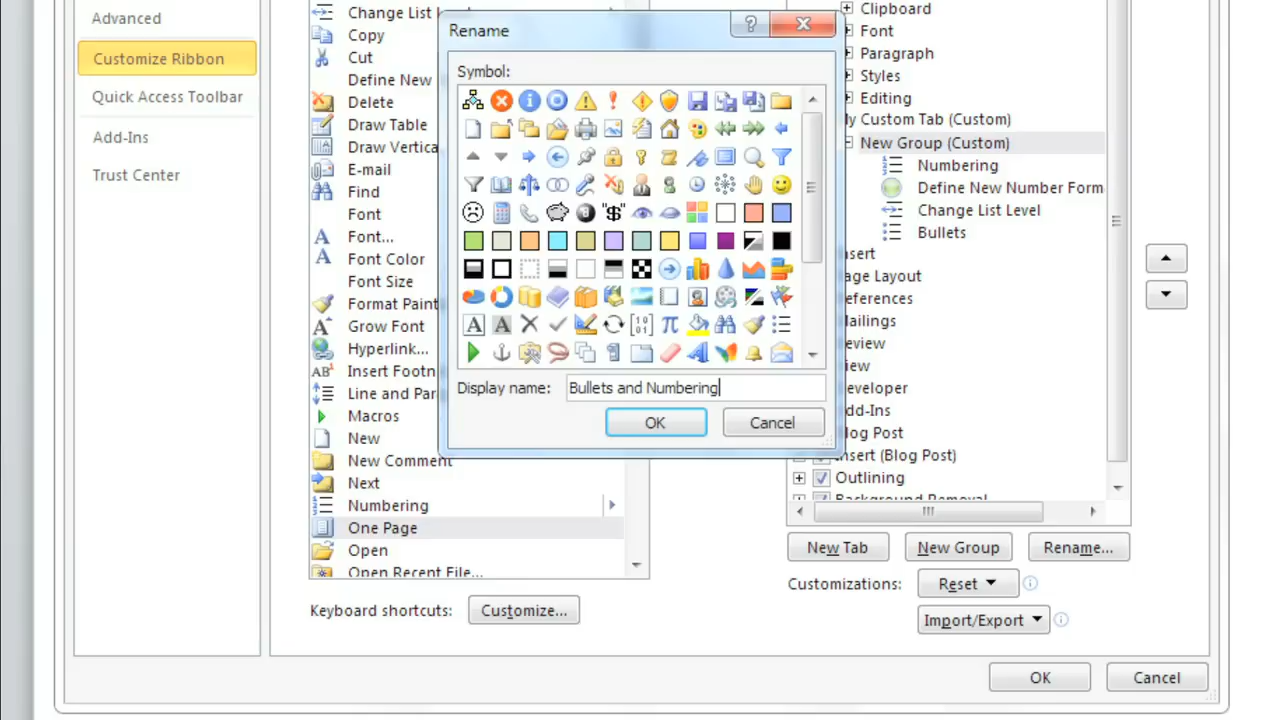 Advanced
Customize Ribbon
Quick Access Toolbar
Add-Ins
Trust Center
Change List
Copy
Cut
Define New
Delete
Draw Table
Draw Vertica
E-mail
Find
Font
Font...
Font Color
Font Size
Format Paint
Grow Font
Hyperlink...
Insert Footn
Line and Par
Macros
New
New Comment
Next
Numbering
One Page
Open
Open Recent File...
Keyboard shortcuts:
Customize...
Rename
Symbol:
Display name:
Bullets and Numbering
OK
Cancel
Clipboard
Font
Paragraph
Styles
Editing
y Custom Tab (Custom)
New Group (Custom)
Numbering
Define New Number Form
Change List Level
Bullets
nsert
age Layout
eferences
ailings
eview
iew
eveloper
dd-Ins
log Post
nsert (Blog Post)
Outlining
Background Removal
New Tab
New Group
Rename...
Customizations:
Reset
Import/Export
OK
Cancel